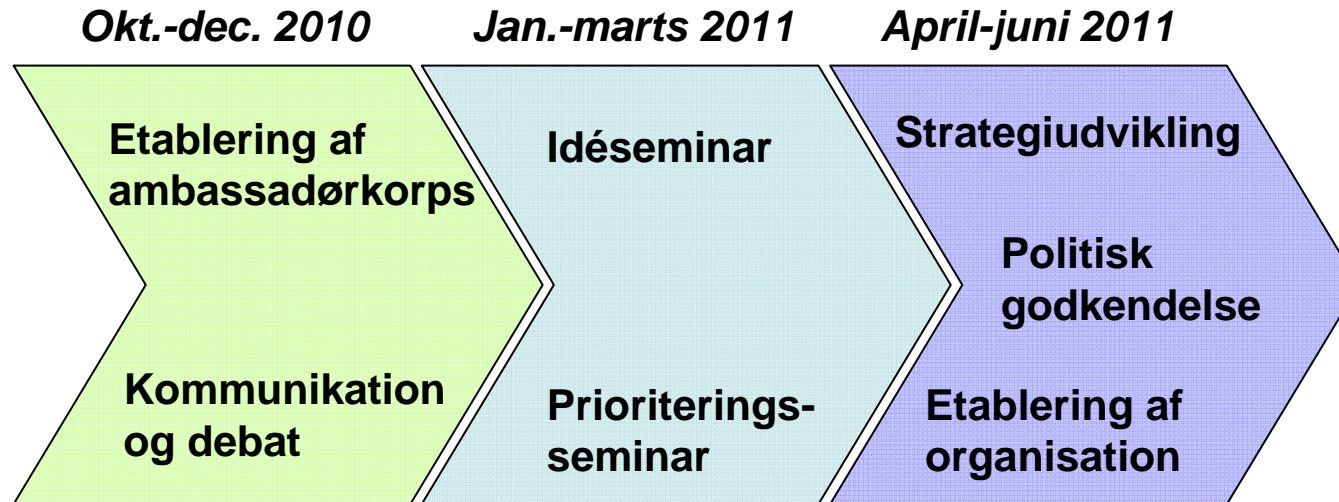 Okt.-dec. 2010
Jan.-marts 2011
April-juni 2011
Etablering af
ambassadørkorps
Kommunikation
og debat
Idéseminar
Prioriterings-
seminar
Strategiudvikling
Politisk
godkendelse
Etablering af
organisation